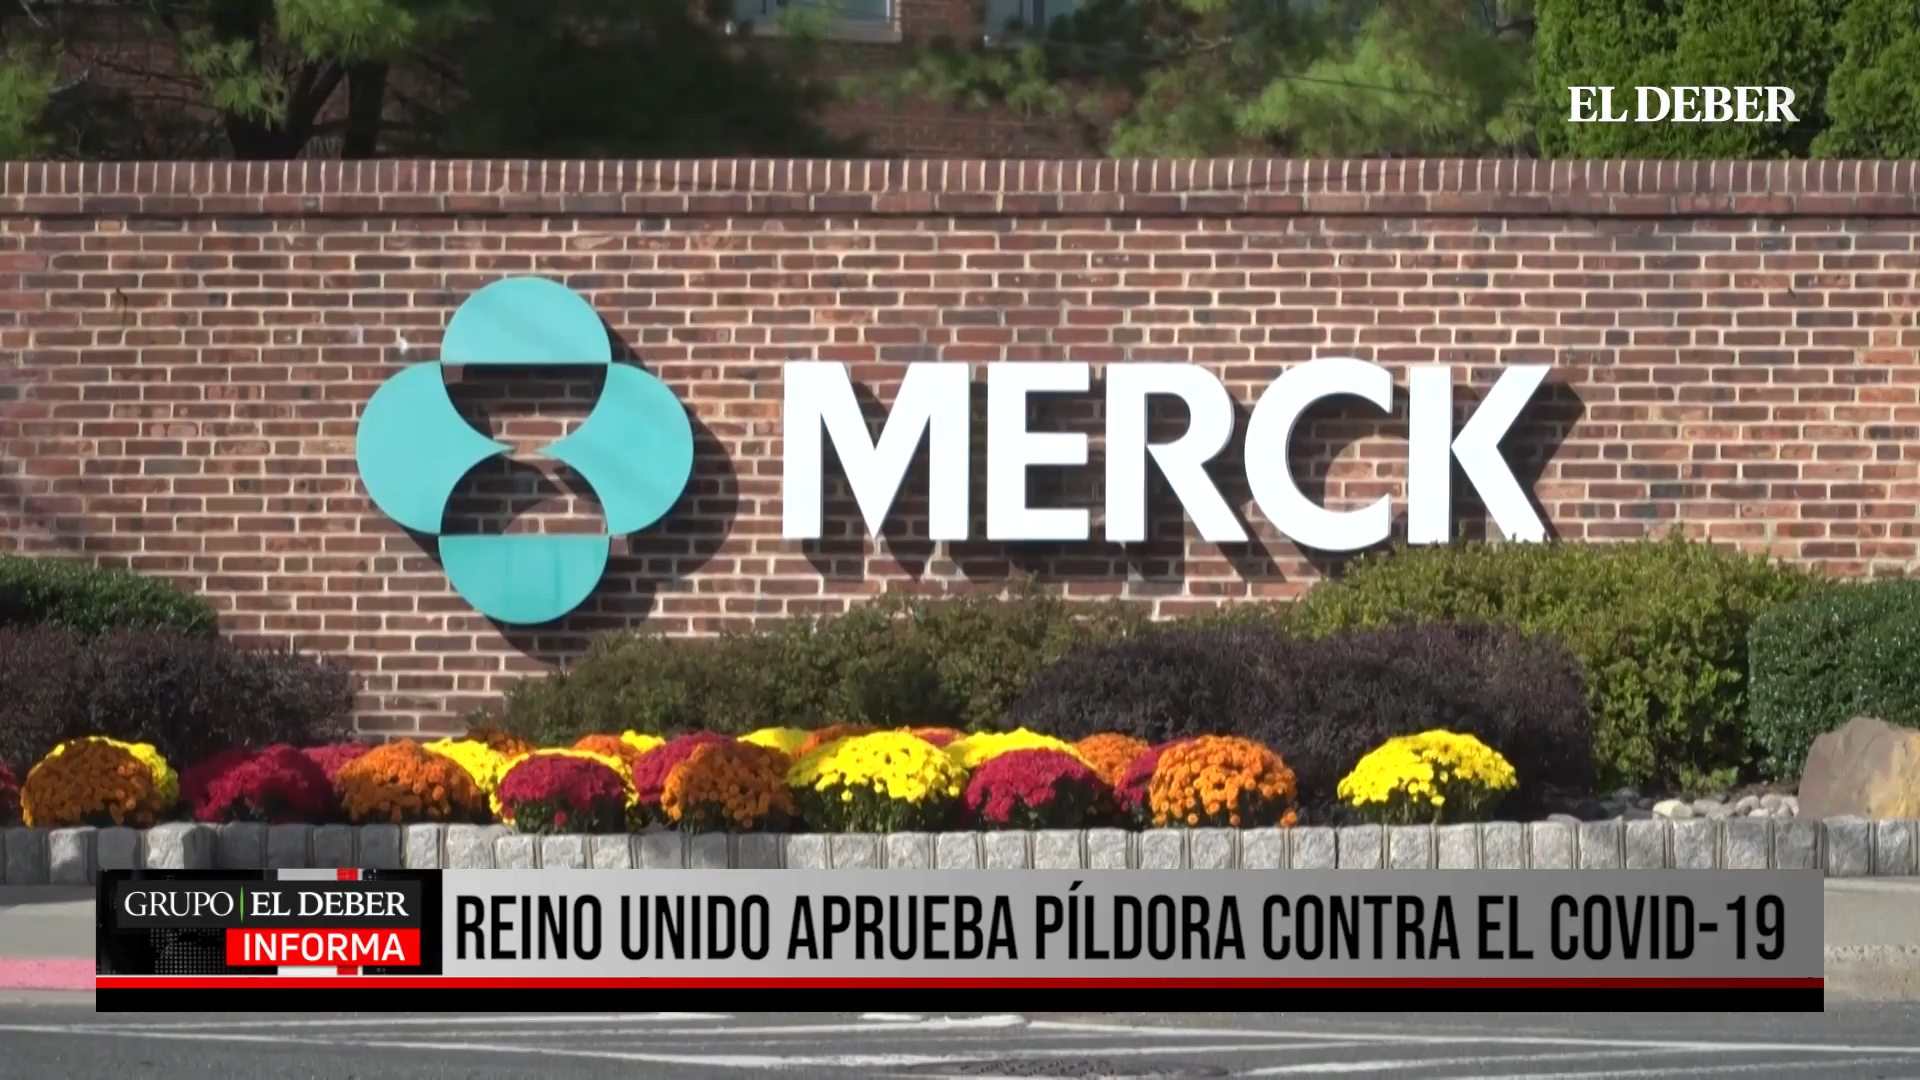 EL DEBER
MERCK
GRUPO EL DEBER
INFORMA
REINO UNIDO APRUEBA PÍLDORA CONTRA EL COVID-19